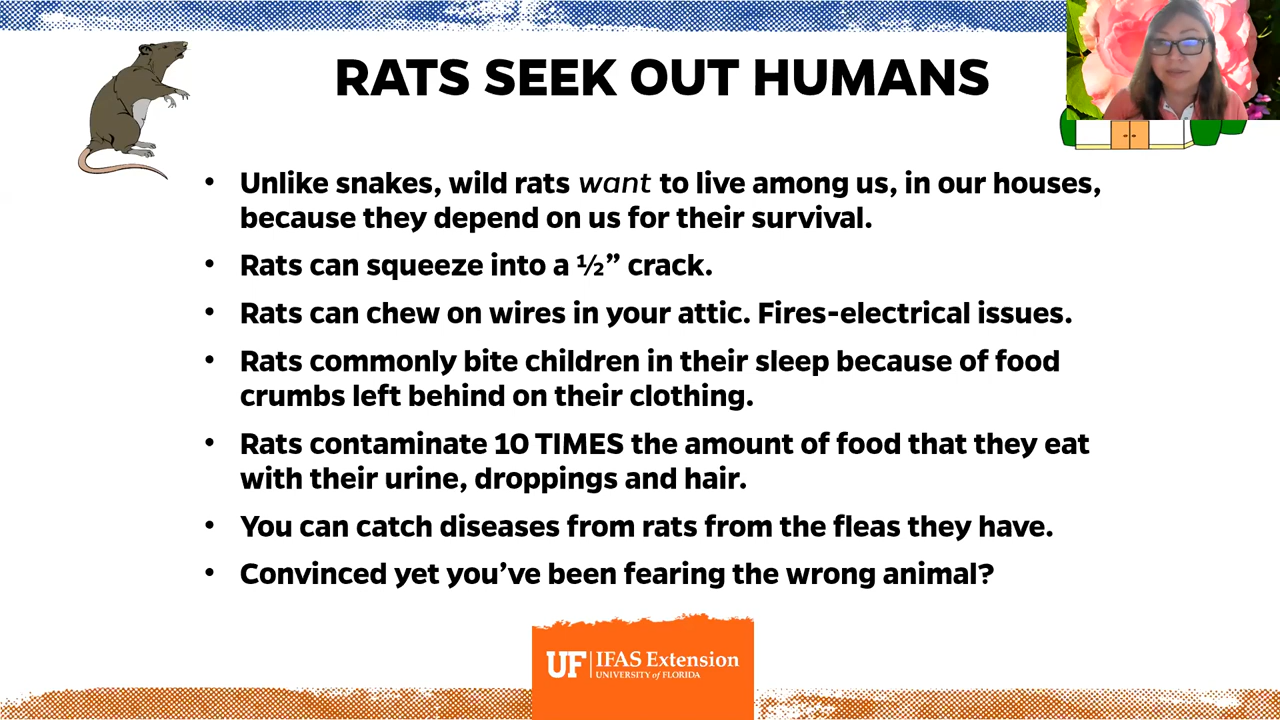 RATS SEEK OUT HUMANS
• Unlike snakes, wild rats want to live among us, in our houses,
because they depend on us for their survival.
• Rats can squeeze into a ½” crack.
• Rats can chew on wires in your attic. Fires-electrical issues.
• Rats commonly bite children in their sleep because of food
crumbs left behind on their clothing.
• Rats contaminate 10 TIMES the amount of food that they eat
with their urine, droppings and hair.
• You can catch diseases from rats from the fleas they have.
• Convinced yet you’ve been fearing the wrong animal?
UF IFAS Extension
UNIVERSITY of FLORIDA